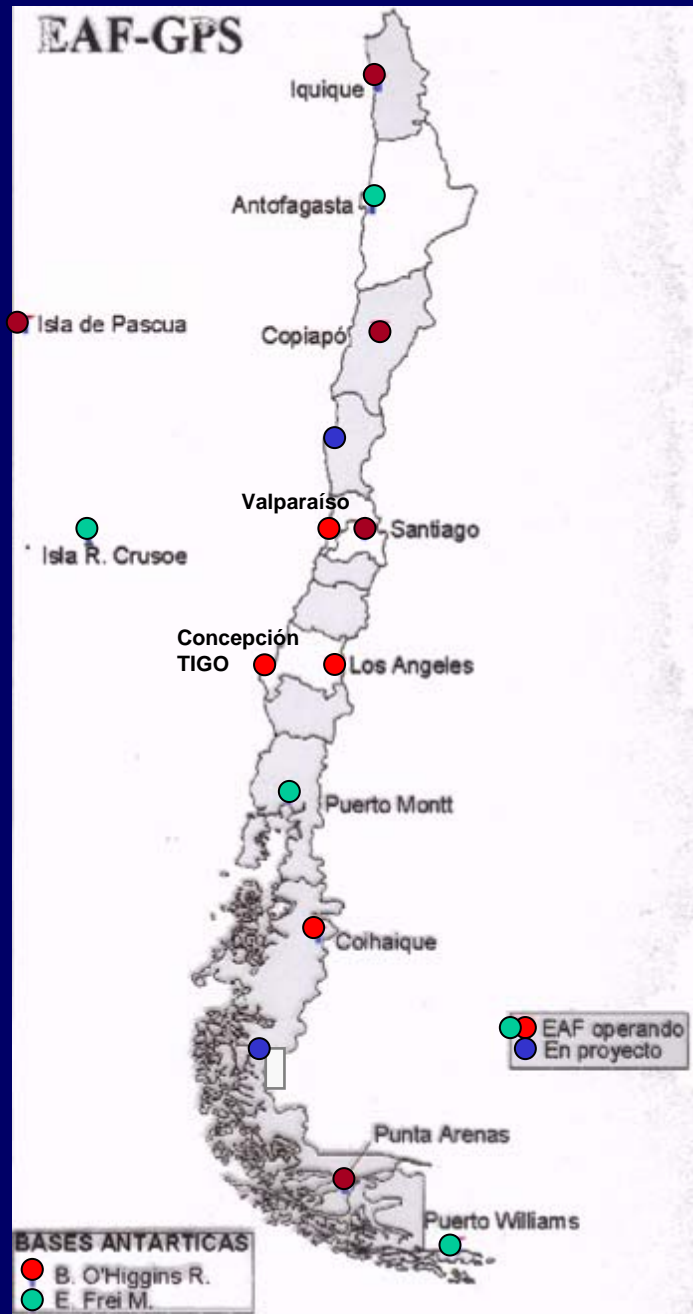 EAF-GPS
Iquique
Antofagasta
Isla de Pascua
Copiapó
Valparaíso
Santiago
Isla R. Crusoe
Concepción
TIGO
Los Angeles
Puerto Montt
Coihaique
EAF operando
En proyecto
Punta Arenas
Puerto Williams
BASES ANTARTICAS
B. O'Higgins R.
E. Frei M.